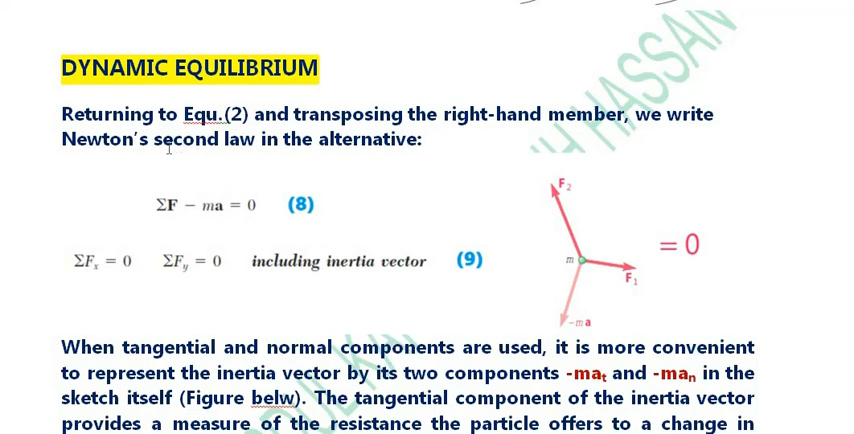 DYNAMIC EQUILIBRIUM
Returning to Equ.(2) and transposing the right-hand member, we write
Newton's second law in the alternative:
ΣF − ma = 0 (8)
ΣFx = 0 ΣFy = 0 including inertia vector (9)
F2
= 0
m
F1
-ma
When tangential and normal components are used, it is more convenient
to represent the inertia vector by its two components -mat and -man in the
sketch itself (Figure belw). The tangential component of the inertia vector
provides a measure of the resistance the particle offers to a change in
HASSAN